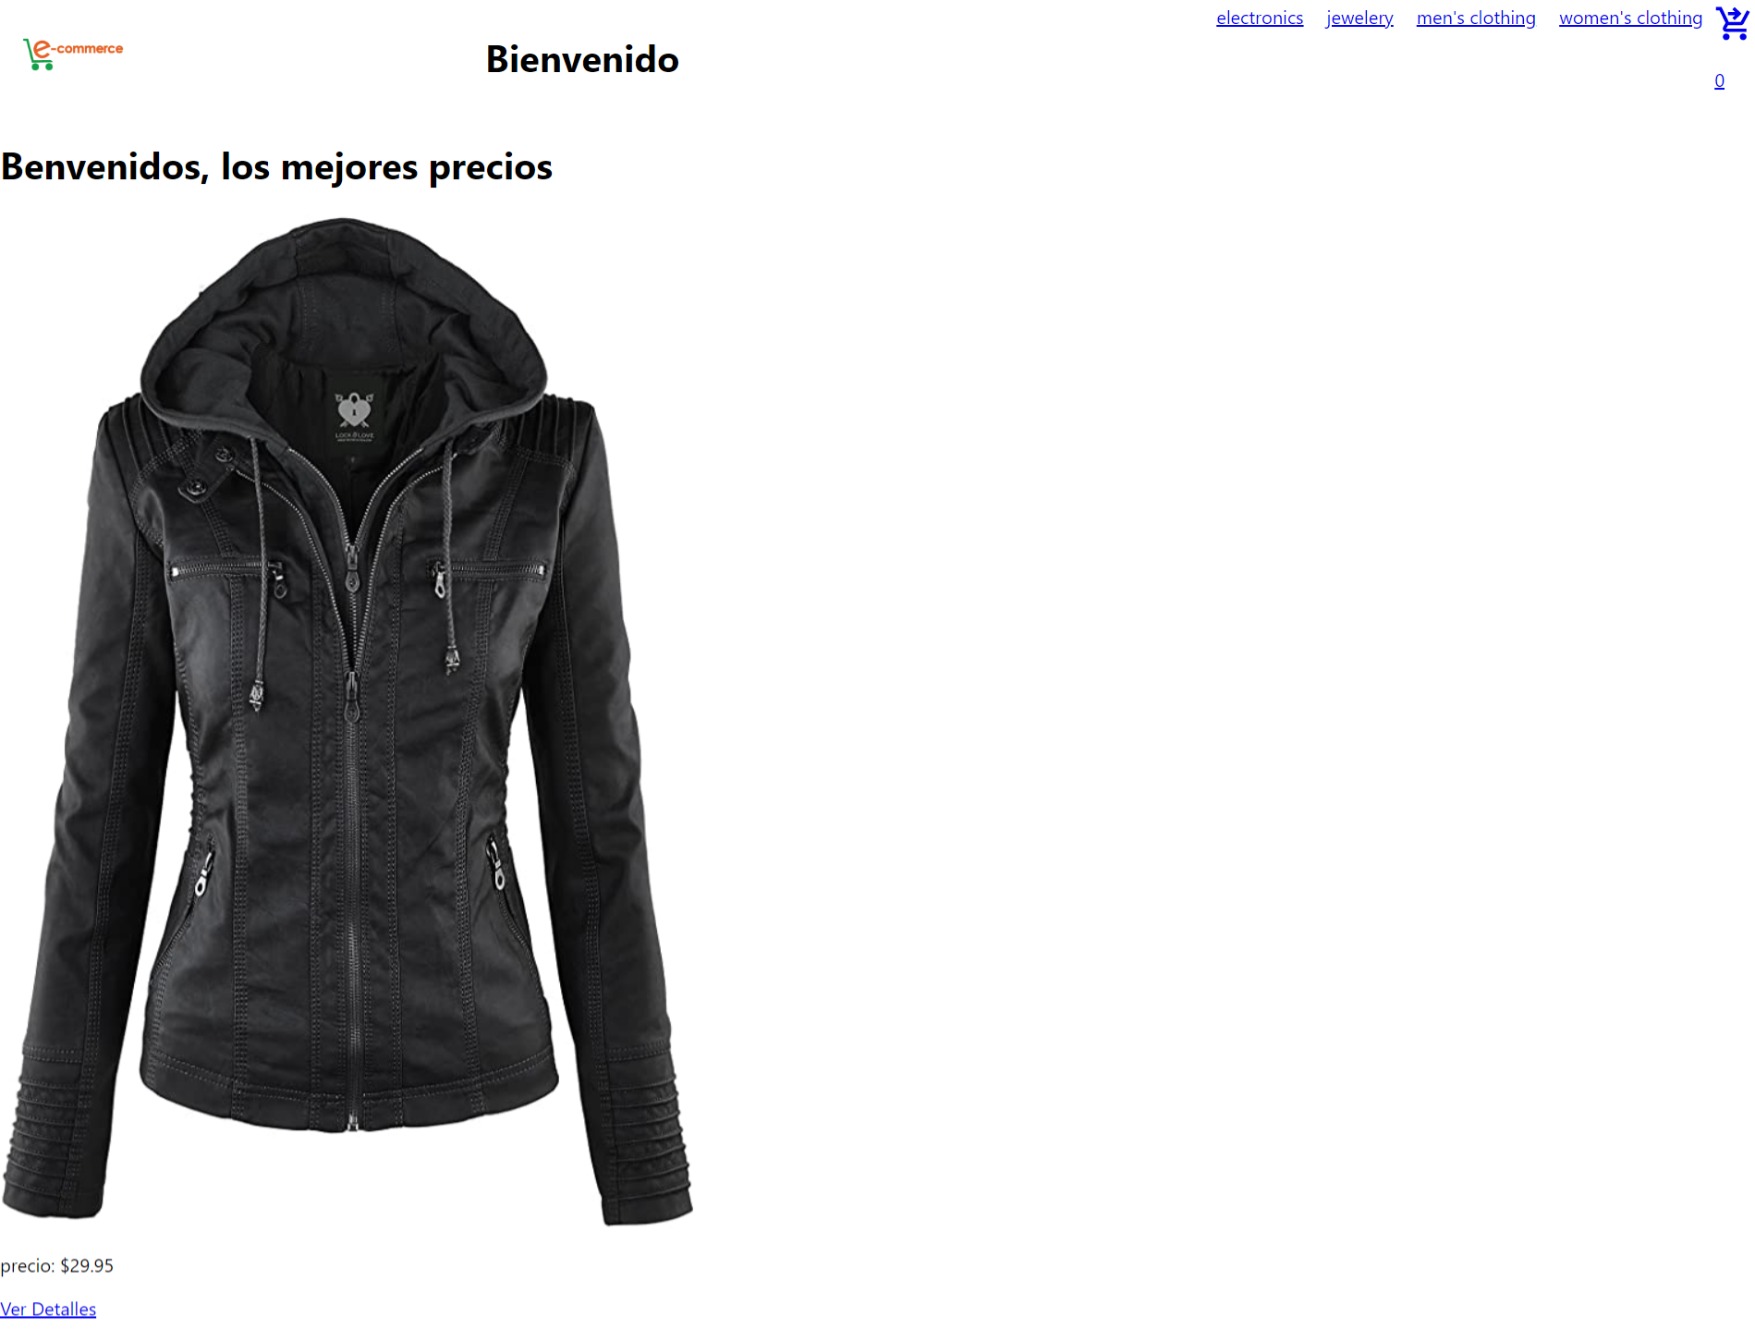 e-commerce
Bienvenido
electronics jewelery men's clothing women's clothing
0
Benvenidos, los mejores precios
LOCK & LOVE
precio: $29.95
Ver Detalles